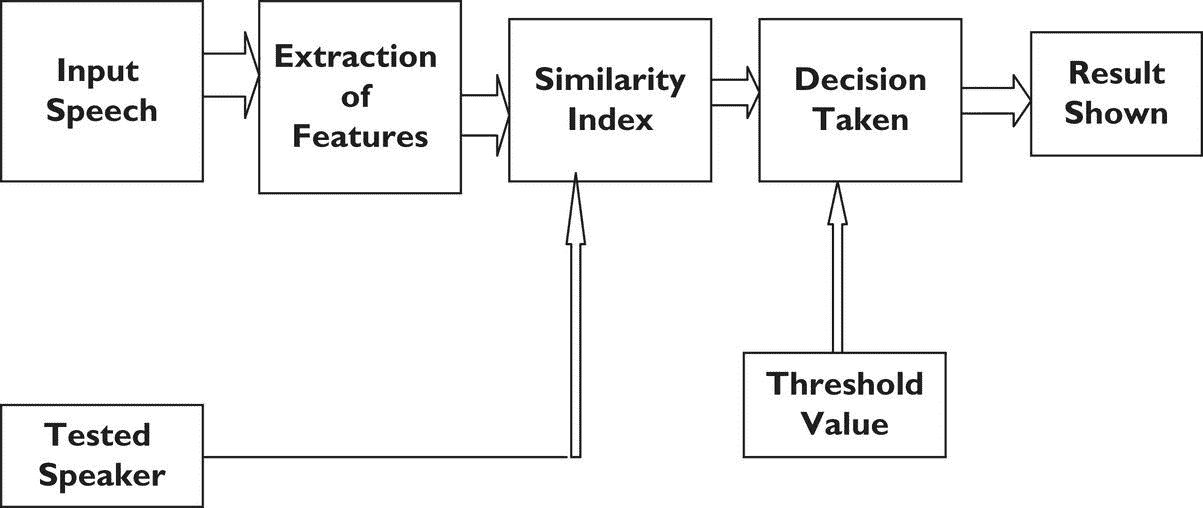 Input
Speech
Extraction
of
Features
Similarity
Index
Decision
Taken
Result
Shown
Threshold
Value
Tested
Speaker